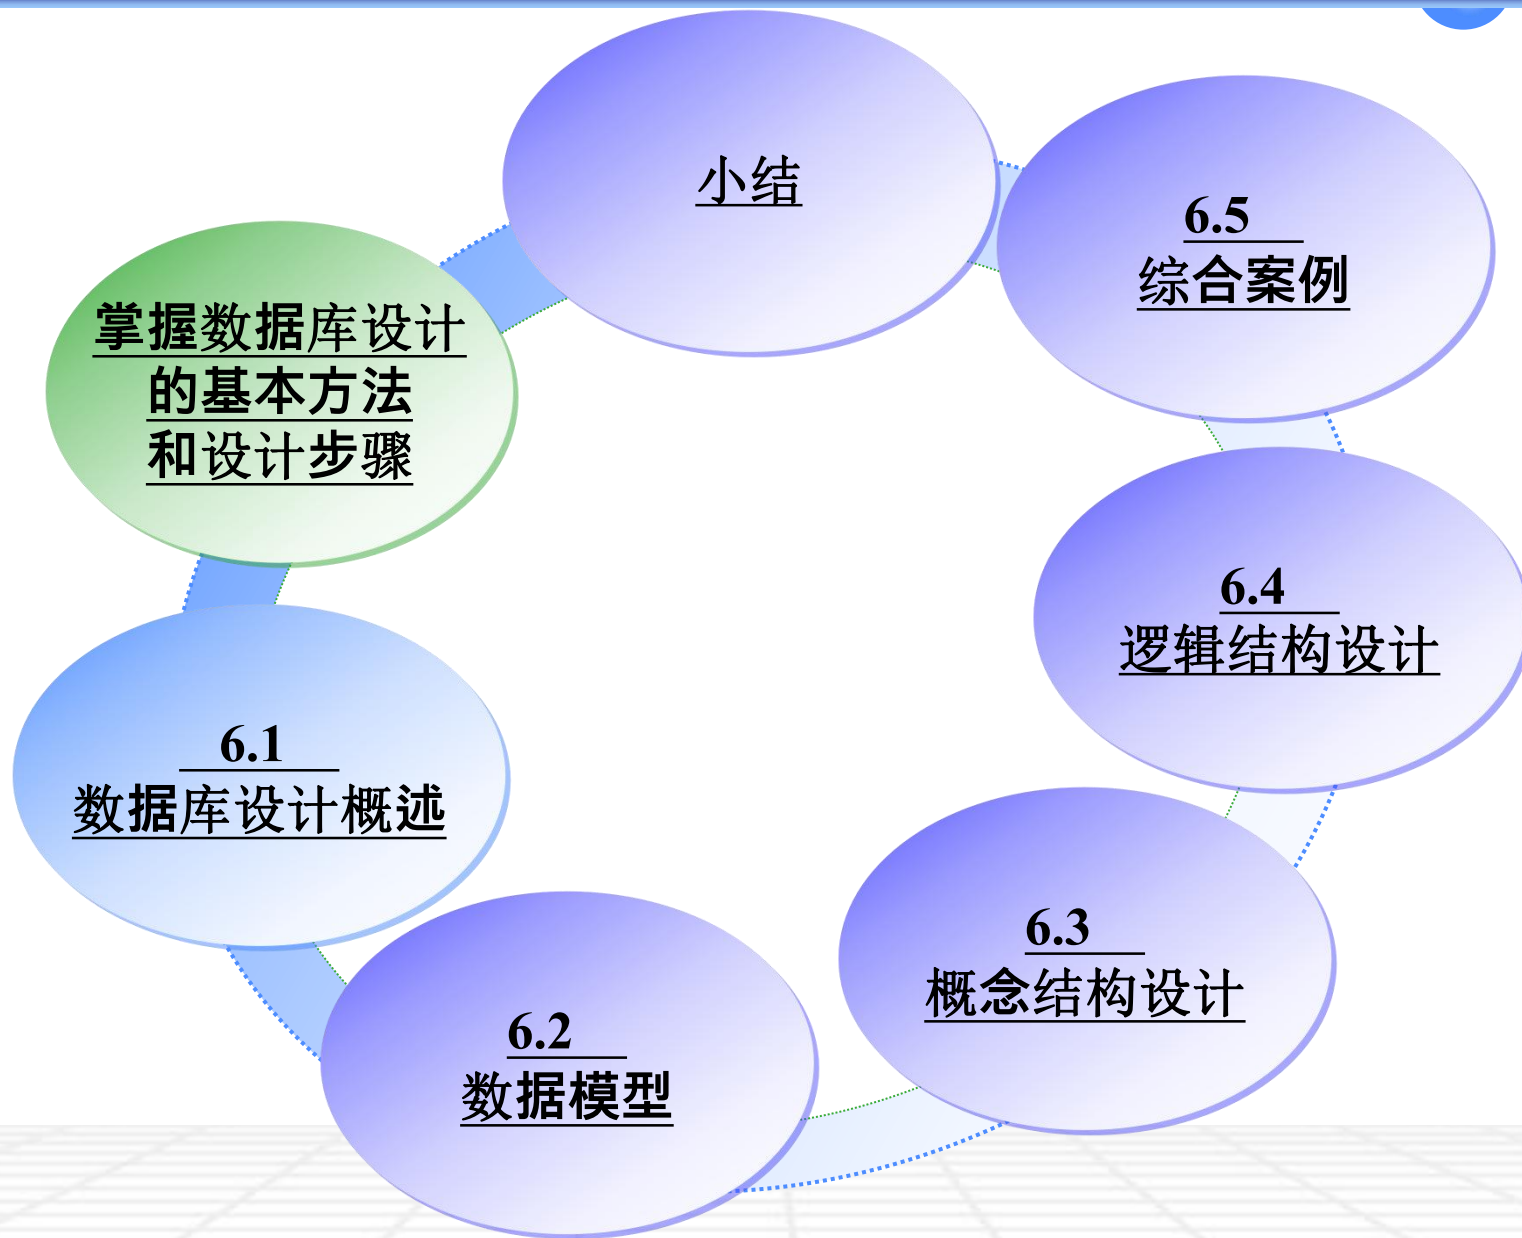 小结
6.5
综合案例
掌握数据库设计
的基本方法
和设计步骤
6.4
逻辑结构设计
6.1
数据库设计概述
6.3
概念结构设计
6.2
数据模型